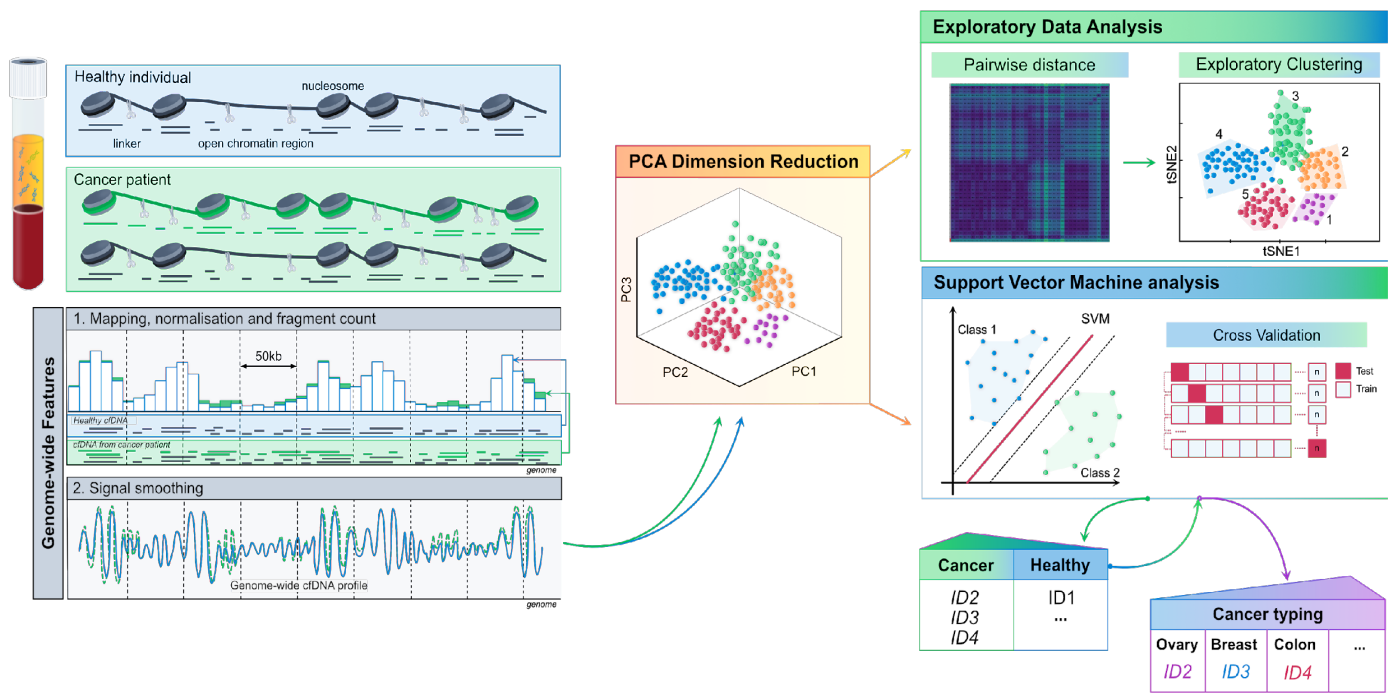 Healthy individual
nucleosome
linker
open chromatin region
Cancer patient
Genome-wide Features
1. Mapping, normalisation and fragment count
50kb
Healthy cfDNA
cfDNA from cancer patient
genome
2. Signal smoothing
Genome-wide cfDNA profile
genome
PCA Dimension Reduction
PC3
PC2
PC1
Exploratory Data Analysis
Pairwise distance
Exploratory Clustering
3
4
2
5
1
tSNE2
tSNE1
Support Vector Machine analysis
Class 1
SVM
Class 2
Cross Validation
n
Test
n
Train
n
n
Cancer
Healthy
ID2
ID1
ID3
...
ID4
Cancer typing
Ovary
Breast
Colon
...
ID2
ID3
ID4